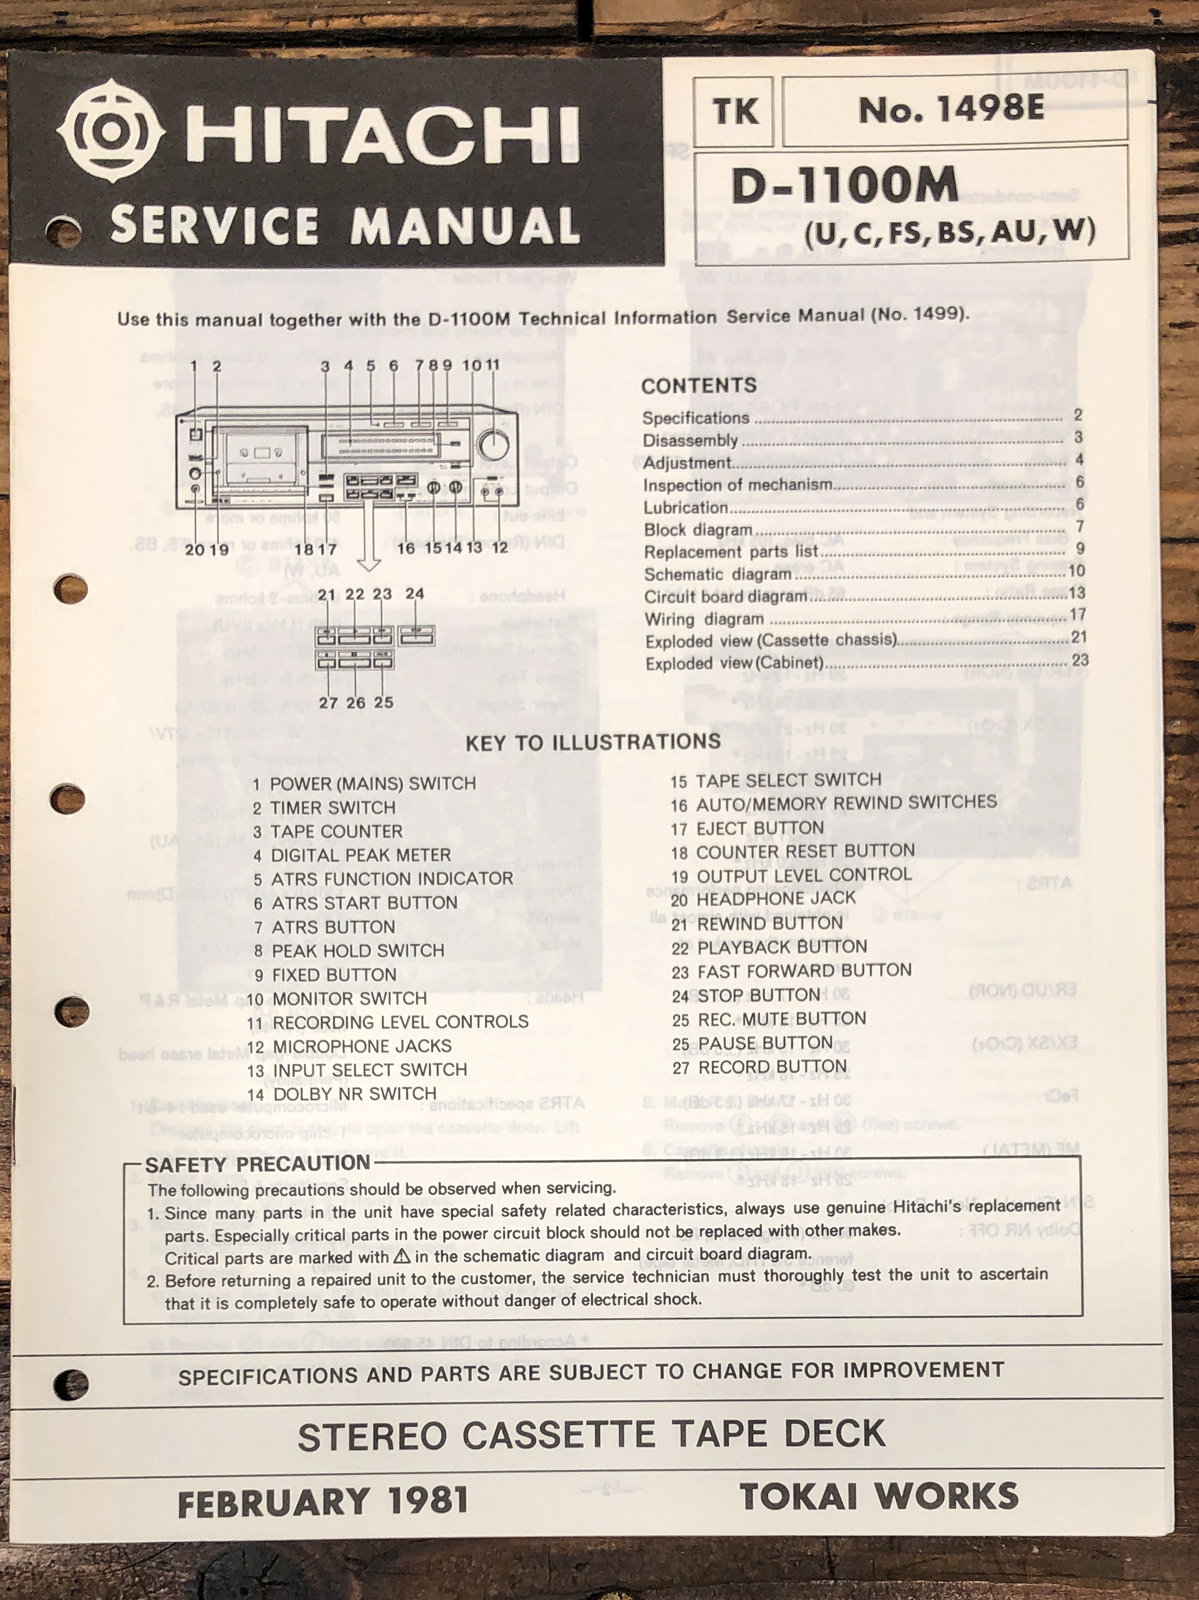 HITACHI
SERVICE MANUAL
TK
No. 1498E
D-1100M
(U, C, FS, BS, AU, W)
Use this manual together with the D-1100M Technical Information Service Manual (No. 1499).
1 2 3 4 5 6 7 8 9 10 11
20 19 18 17 16 15 14 13 12
21 22 23 24
27 26 25
CONTENTS
Specifications 2
Disassembly 3
Adjustment 4
Inspection of mechanism 6
Lubrication 6
Block diagram 7
Replacement parts list 9
Schematic diagram 10
Circuit board diagram 13
Wiring diagram 17
Exploded view (Cassette chassis) 21
Exploded view (Cabinet) 23
KEY TO ILLUSTRATIONS
1 POWER (MAINS) SWITCH
2 TIMER SWITCH
3 TAPE COUNTER
4 DIGITAL PEAK METER
5 ATRS FUNCTION INDICATOR
6 ATRS START BUTTON
7 ATRS BUTTON
8 PEAK HOLD SWITCH
9 FIXED BUTTON
10 MONITOR SWITCH
11 RECORDING LEVEL CONTROLS
12 MICROPHONE JACKS
13 INPUT SELECT SWITCH
14 DOLBY NR SWITCH
15 TAPE SELECT SWITCH
16 AUTO/MEMORY REWIND SWITCHES
17 EJECT BUTTON
18 COUNTER RESET BUTTON
19 OUTPUT LEVEL CONTROL
20 HEADPHONE JACK
21 REWIND BUTTON
22 PLAYBACK BUTTON
23 FAST FORWARD BUTTON
24 STOP BUTTON
25 REC. MUTE BUTTON
25 PAUSE BUTTON
27 RECORD BUTTON
SAFETY PRECAUTION
The following precautions should be observed when servicing.
1. Since many parts in the unit have special safety related characteristics, always use genuine Hitachi's replacement
parts. Especially critical parts in the power circuit block should not be replaced with other makes.
Critical parts are marked with ⚠ in the schematic diagram and circuit board diagram.
2. Before returning a repaired unit to the customer, the service technician must thoroughly test the unit to ascertain
that it is completely safe to operate without danger of electrical shock.
SPECIFICATIONS AND PARTS ARE SUBJECT TO CHANGE FOR IMPROVEMENT
STEREO CASSETTE TAPE DECK
FEBRUARY 1981
TOKAI WORKS